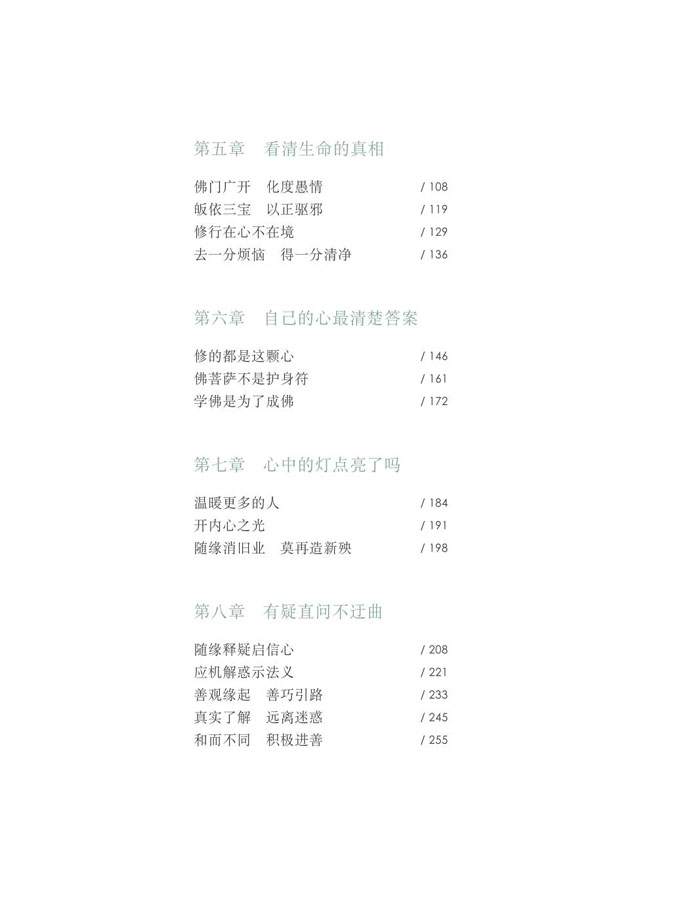 第五章　看清生命的真相
佛门广开　化度愚情 / 108
皈依三宝　以正驱邪 / 119
修行在心不在境 / 129
去一分烦恼　得一分清净 / 136
第六章　自己的心最清楚答案
修的都是这颗心 / 146
佛菩萨不是护身符 / 161
学佛是为了成佛 / 172
第七章　心中的灯点亮了吗
温暖更多的人 / 184
开内心之光 / 191
随缘消旧业　莫再造新殃 / 198
第八章　有疑直问不迂曲
随缘释疑启信心 / 208
应机解惑示法义 / 221
善观缘起　善巧引路 / 233
真实了解　远离迷惑 / 245
和而不同　积极进善 / 255